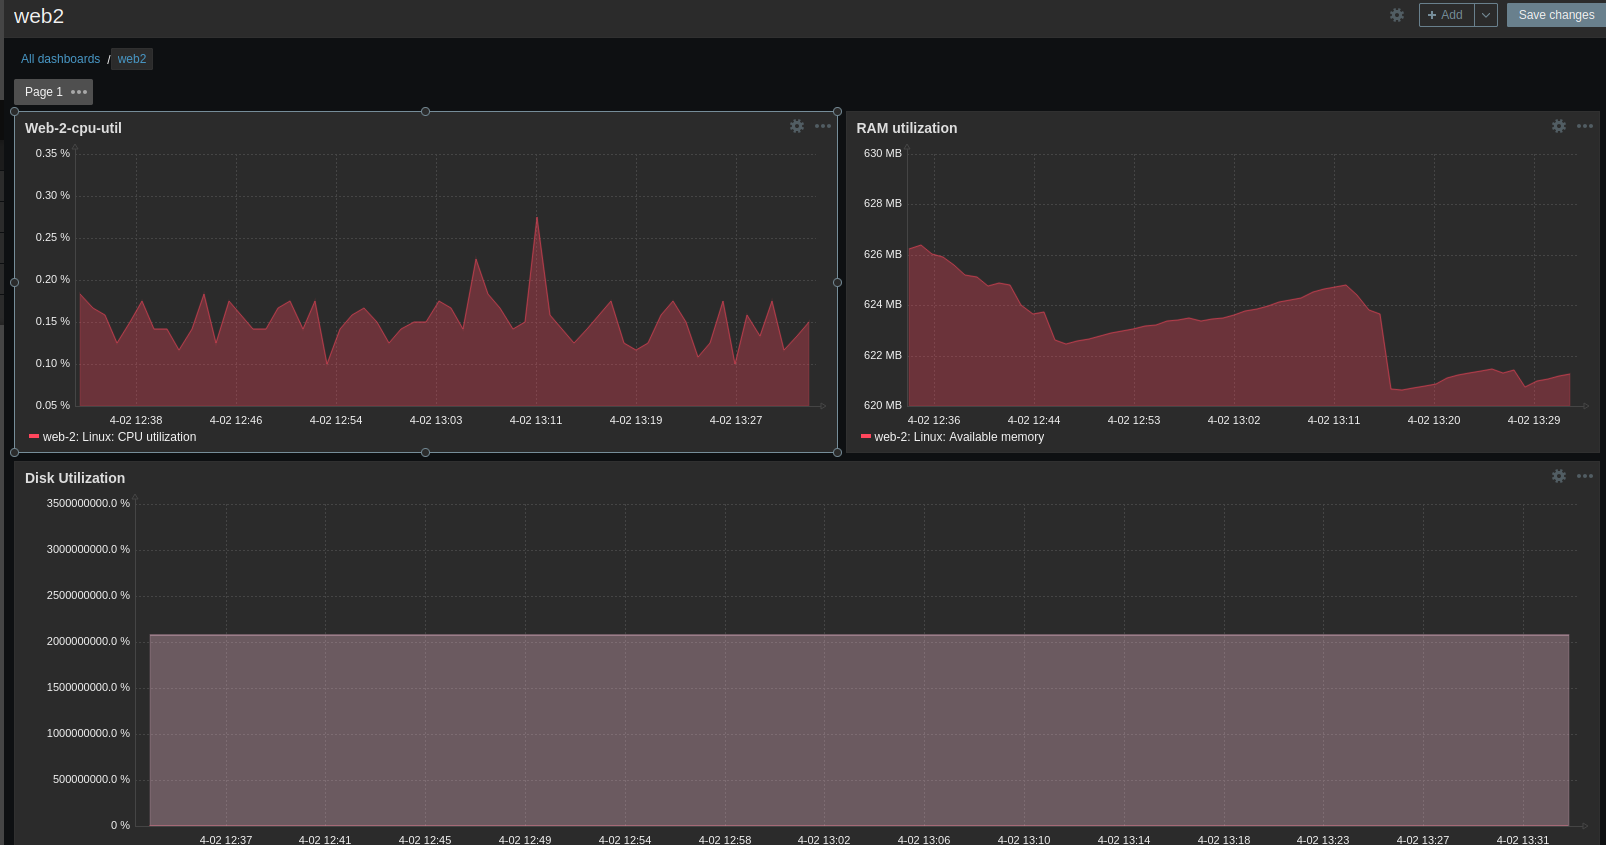 web2
Add
Save changes
All dashboards / web2
Page 1
Web-2-cpu-util
0.35 %
0.30 %
0.25 %
0.20 %
0.15 %
0.10 %
0.05 %
4-02 12:38 4-02 12:46 4-02 12:54 4-02 13:03 4-02 13:11 4-02 13:19 4-02 13:27
web-2: Linux: CPU utilization
RAM utilization
630 MB
628 MB
626 MB
624 MB
622 MB
620 MB
4-02 12:36 4-02 12:44 4-02 12:53 4-02 13:02 4-02 13:11 4-02 13:20 4-02 13:29
web-2: Linux: Available memory
Disk Utilization
3500000000.0 %
3000000000.0 %
2500000000.0 %
2000000000.0 %
1500000000.0 %
1000000000.0 %
500000000.0 %
0 %
4-02 12:37 4-02 12:41 4-02 12:45 4-02 12:49 4-02 12:54 4-02 12:58 4-02 13:02 4-02 13:06 4-02 13:10 4-02 13:14 4-02 13:18 4-02 13:23 4-02 13:27 4-02 13:31